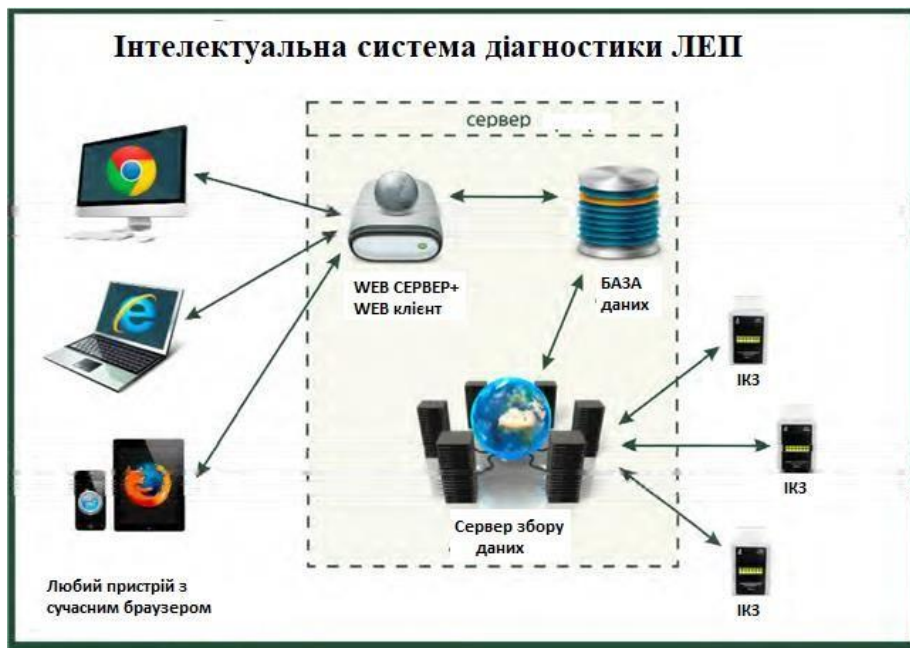 Інтелектуальна система діагностики ЛЕП
сервер
WEB СЕРВЕР+
WEB клієнт
БАЗА
даних
ІКЗ
ІКЗ
Сервер збору
даних
ІКЗ
Любий пристрій з
сучасним браузером